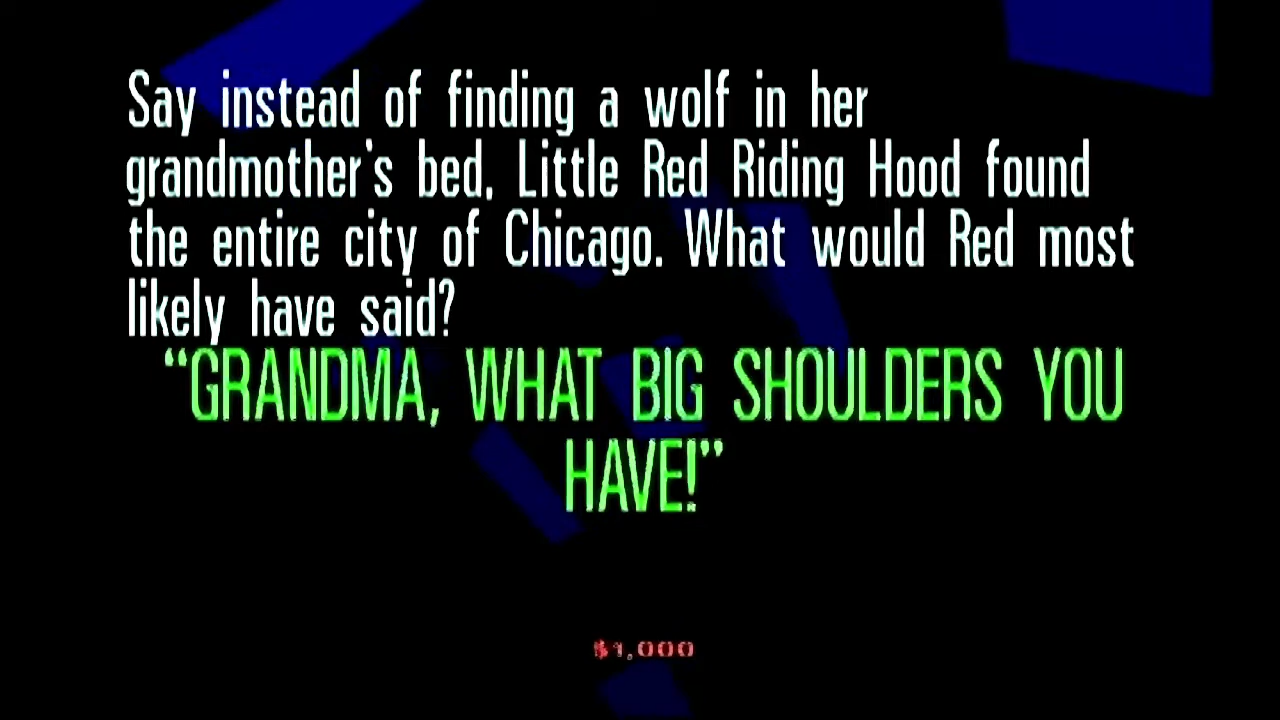 Say instead of finding a wolf in her
grandmother's bed, Little Red Riding Hood found
the entire city of Chicago. What would Red most
likely have said?
“GRANDMA, WHAT BIG SHOULDERS YOU
HAVE!”
$1,000